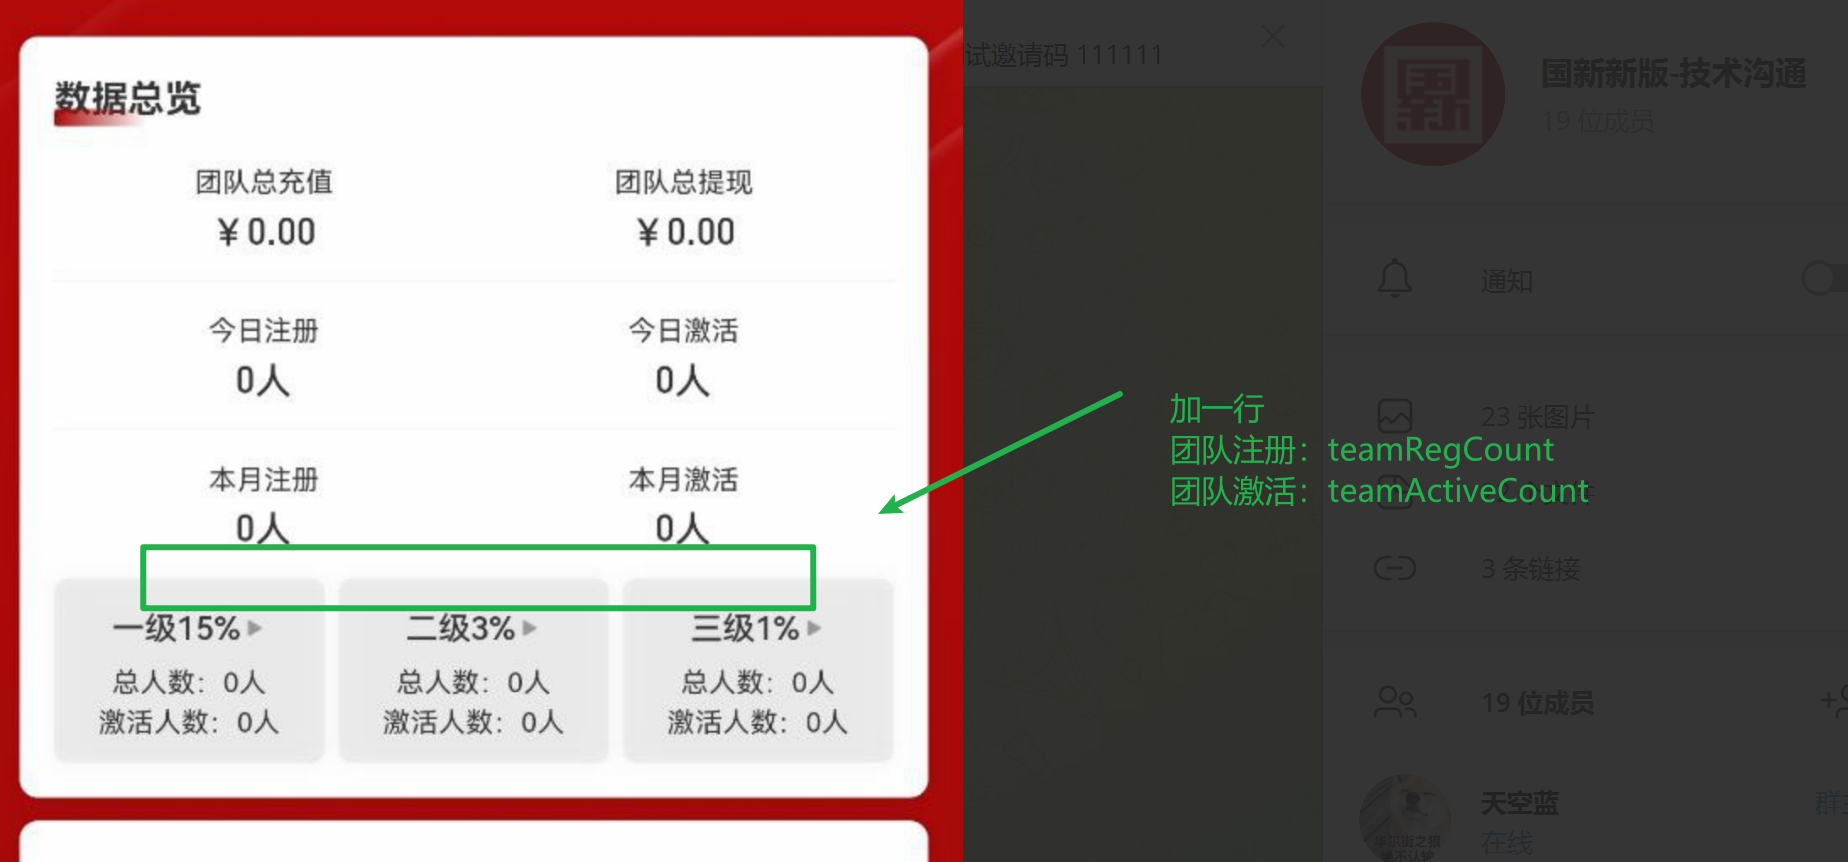 数据总览
团队总充值
团队总提现
￥0.00
￥0.00
今日注册
今日激活
0人
0人
本月注册
本月激活
0人
0人
一级15%
二级3%
三级1%
总人数：0人
总人数：0人
总人数：0人
激活人数：0人
激活人数：0人
激活人数：0人
加一行
团队注册：teamRegCount
团队激活：teamActiveCount
试邀请码 111111
国新
国新新版-技术沟通
19 位成员
通知
23 张图片
3 条链接
19 位成员
天空蓝
在线
华尔街之狼